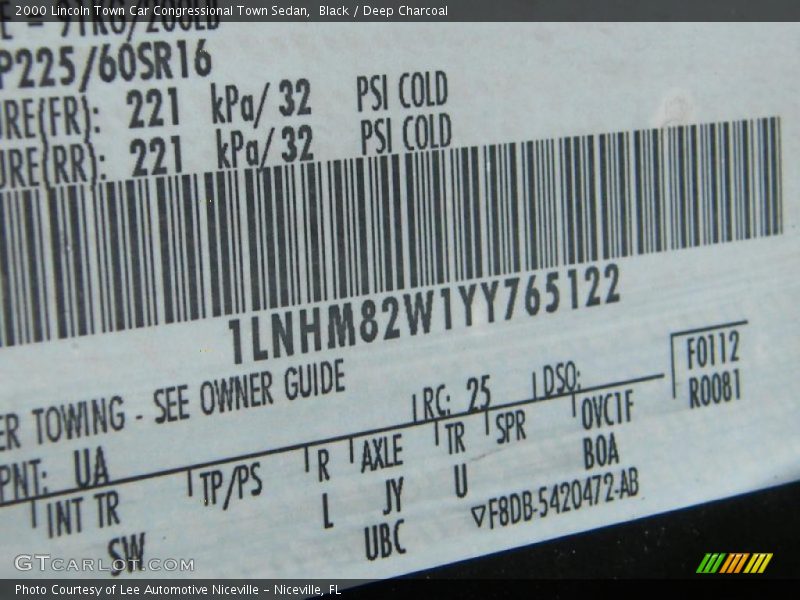 2000 Lincoln Town Car Congressional Town Sedan, Black / Deep Charcoal
P225/60SR16
URE(FR): 221 kPa/ 32 PSI COLD
URE(RR): 221 kPa/ 32 PSI COLD
1LNHM82W1YY765122
ER TOWING - SEE OWNER GUIDE
F0112
R0081
RC: 25 DSO:
PNT: UA
INT TR TP/PS R AXLE TR SPR OVC1F
SW L JY U BOA
UBC ▽F8DB-5420472-AB
GTCARLOT.COM
Photo Courtesy of Lee Automotive Niceville – Niceville, FL